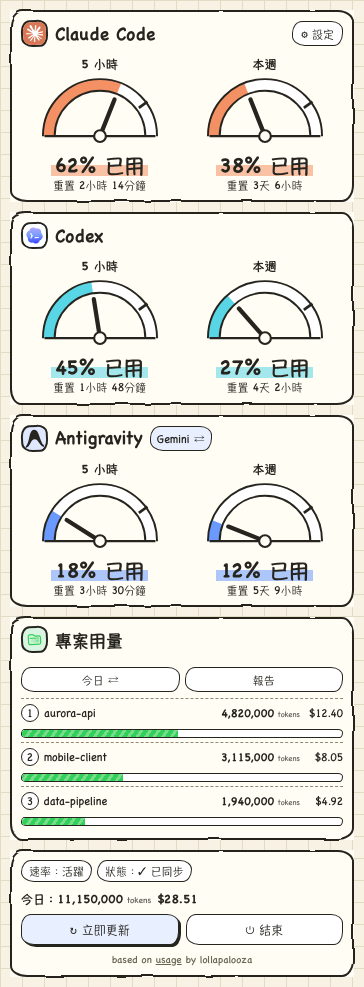 Claude Code
⚙ 設定
5 小時 本週
62% 已用 38% 已用
重置 2小時 14分鐘 重置 3天 6小時
Codex
5 小時 本週
45% 已用 27% 已用
重置 1小時 48分鐘 重置 4天 2小時
Antigravity Gemini ⇄
5 小時 本週
18% 已用 12% 已用
重置 3小時 30分鐘 重置 5天 9小時
專案用量
今日 ⇄ 報告
1 aurora-api 4,820,000 tokens $12.40
2 mobile-client 3,115,000 tokens $8.05
3 data-pipeline 1,940,000 tokens $4.92
速率：活躍 狀態：✓ 已同步
今日：11,150,000 tokens $28.51
↻ 立即更新 ⏻ 結束
based on usage by lollapalooza